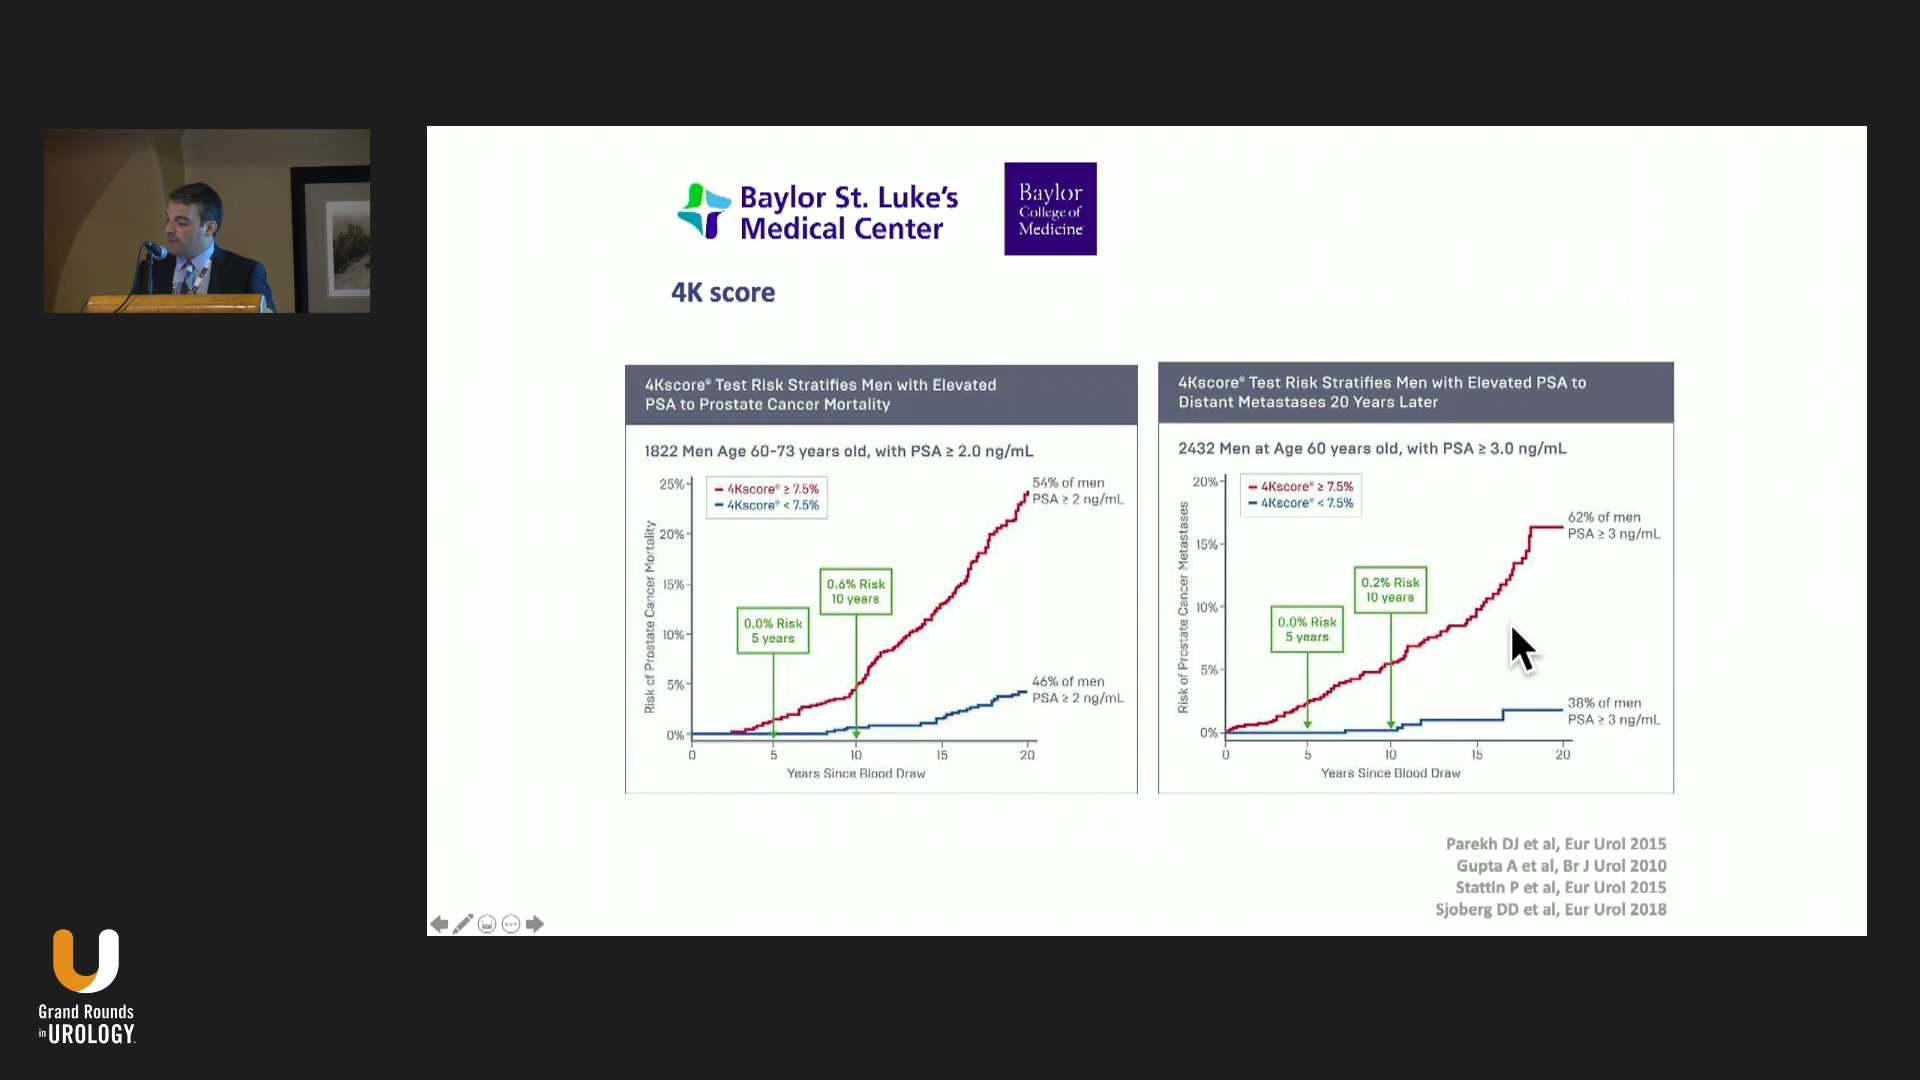 Baylor St. Luke's
Medical Center
Baylor
College of
Medicine
4K score
4Kscore® Test Risk Stratifies Men with Elevated
PSA to Prostate Cancer Mortality
1822 Men Age 60-73 years old, with PSA ≥ 2.0 ng/mL
4Kscore® ≥ 7.5%
4Kscore® < 7.5%
25%
20%
15%
10%
5%
0%
Risk of Prostate Cancer Mortality
0.0% Risk
5 years
0.6% Risk
10 years
54% of men
PSA ≥ 2 ng/mL
46% of men
PSA ≥ 2 ng/mL
0 5 10 15 20
Years Since Blood Draw
4Kscore® Test Risk Stratifies Men with Elevated PSA to
Distant Metastases 20 Years Later
2432 Men at Age 60 years old, with PSA ≥ 3.0 ng/mL
4Kscore® ≥ 7.5%
4Kscore® < 7.5%
20%
15%
10%
5%
0%
Risk of Prostate Cancer Metastases
0.0% Risk
5 years
0.2% Risk
10 years
62% of men
PSA ≥ 3 ng/mL
38% of men
PSA ≥ 3 ng/mL
0 5 10 15 20
Years Since Blood Draw
Parekh DJ et al, Eur Urol 2015
Gupta A et al, Br J Urol 2010
Stattin P et al, Eur Urol 2015
Sjoberg DD et al, Eur Urol 2018
Grand Rounds
in UROLOGY